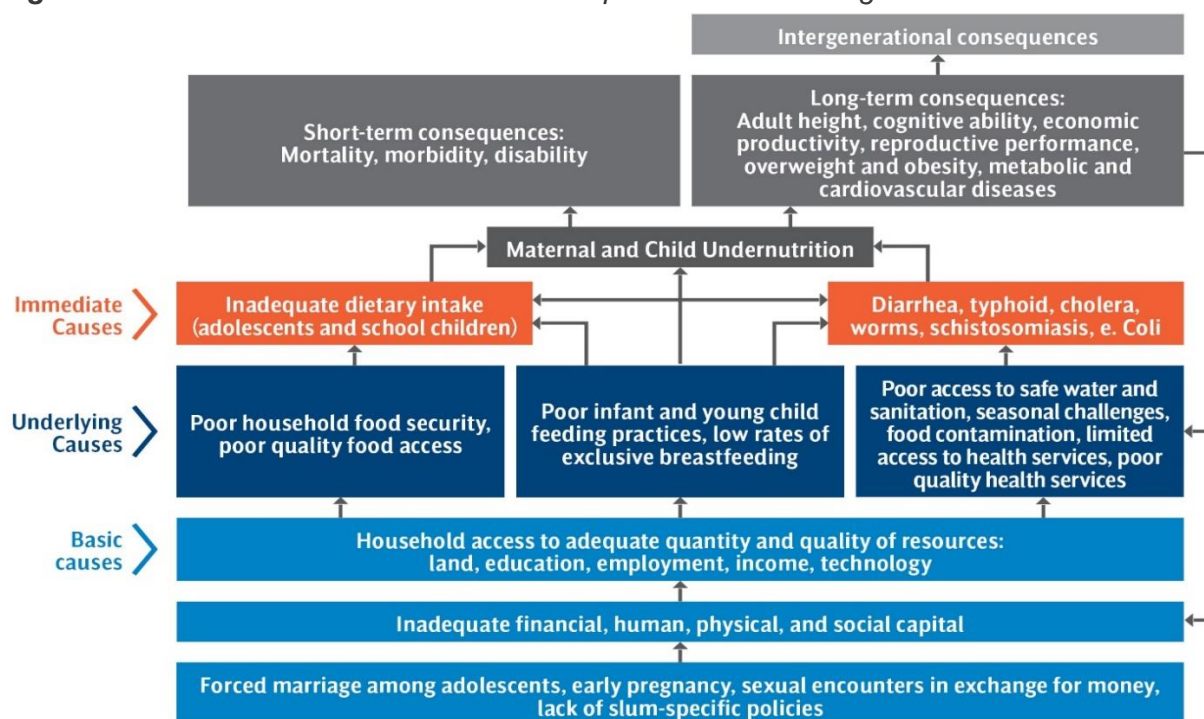 Intergenerational consequences
Short-term consequences:
Mortality, morbidity, disability
Long-term consequences:
Adult height, cognitive ability, economic
productivity, reproductive performance,
overweight and obesity, metabolic and
cardiovascular diseases
Maternal and Child Undernutrition
Immediate
Causes
Inadequate dietary intake
(adolescents and school children)
Diarrhea, typhoid, cholera,
worms, schistosomiasis, e. Coli
Underlying
Causes
Poor household food security,
poor quality food access
Poor infant and young child
feeding practices, low rates of
exclusive breastfeeding
Poor access to safe water and
sanitation, seasonal challenges,
food contamination, limited
access to health services, poor
quality health services
Basic
causes
Household access to adequate quantity and quality of resources:
land, education, employment, income, technology
Inadequate financial, human, physical, and social capital
Forced marriage among adolescents, early pregnancy, sexual encounters in exchange for money,
lack of slum-specific policies